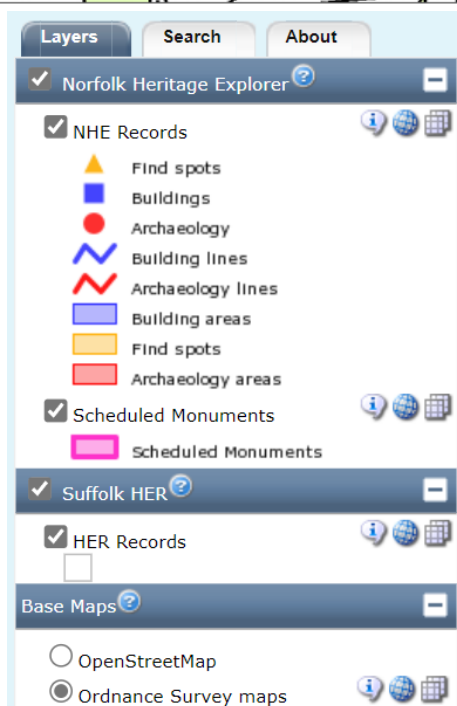 Layers Search About
Norfolk Heritage Explorer ?
NHE Records
Find spots
Buildings
Archaeology
Building lines
Archaeology lines
Building areas
Find spots
Archaeology areas
Scheduled Monuments
Scheduled Monuments
Suffolk HER ?
HER Records
Base Maps ?
OpenStreetMap
Ordnance Survey maps